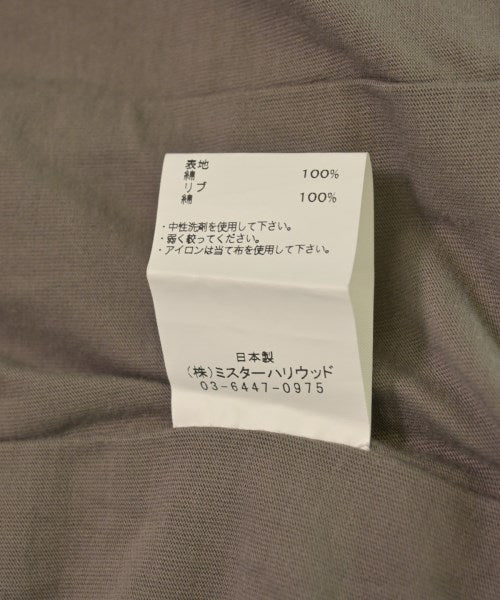 表地
綿 100%
リブ
綿 100%
・中性洗剤を使用して下さい。
・弱く絞ってください。
・アイロンは当て布を使用して下さい。
日本製
(株)ミスターハリウッド
03-6447-0975